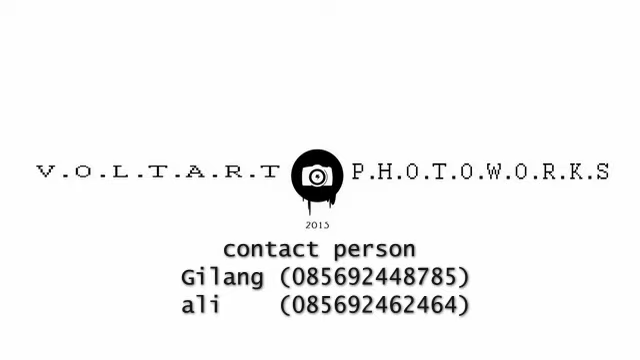 V.O.L.T.A.R.T P.H.O.T.O.W.O.R.K.S
2013
contact person
Gilang (085692448785)
ali (085692462464)